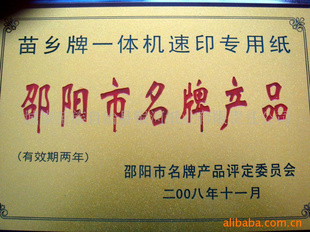 苗乡牌一体机速印专用纸
邵阳市名牌产品
(有效期两年)
邵阳市名牌产品评定委员会
二00八年十一月
alibaba.com.cn